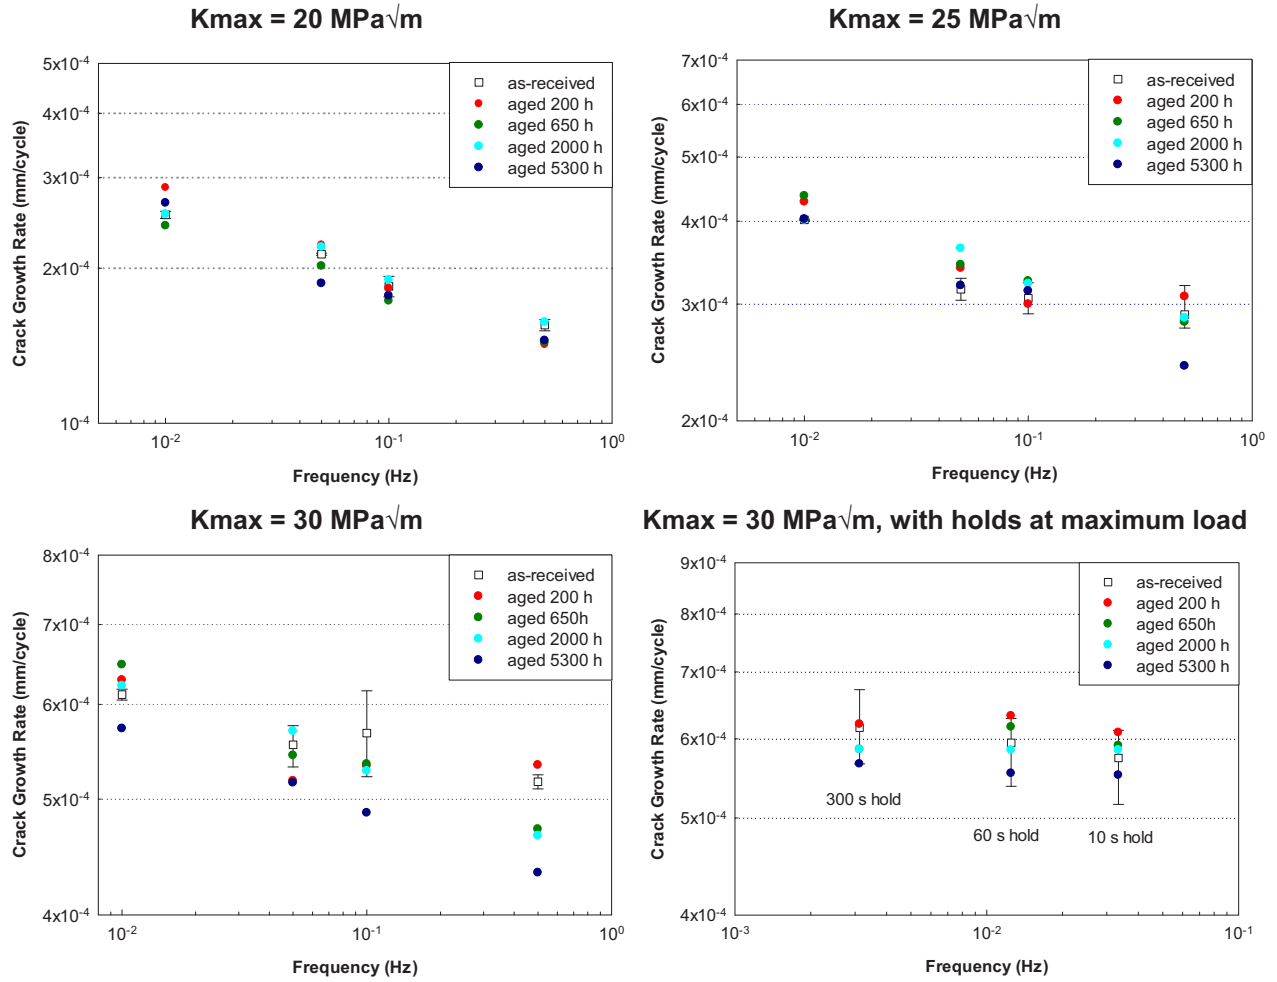 Kmax = 20 MPa√m
5x10-4
4x10-4
3x10-4
2x10-4
10-4
Crack Growth Rate (mm/cycle)
as-received
aged 200 h
aged 650 h
aged 2000 h
aged 5300 h
10-2
10-1
100
Frequency (Hz)
Kmax = 25 MPa√m
7x10-4
6x10-4
5x10-4
4x10-4
3x10-4
2x10-4
Crack Growth Rate (mm/cycle)
as-received
aged 200 h
aged 650 h
aged 2000 h
aged 5300 h
10-2
10-1
100
Frequency (Hz)
Kmax = 30 MPa√m
8x10-4
7x10-4
6x10-4
5x10-4
4x10-4
Crack Growth Rate (mm/cycle)
as-received
aged 200 h
aged 650h
aged 2000 h
aged 5300 h
10-2
10-1
100
Frequency (Hz)
Kmax = 30 MPa√m, with holds at maximum load
9x10-4
8x10-4
7x10-4
6x10-4
5x10-4
4x10-4
Crack Growth Rate (mm/cycle)
as-received
aged 200 h
aged 650h
aged 2000 h
aged 5300 h
300 s hold
60 s hold
10 s hold
10-3
10-2
10-1
Frequency (Hz)